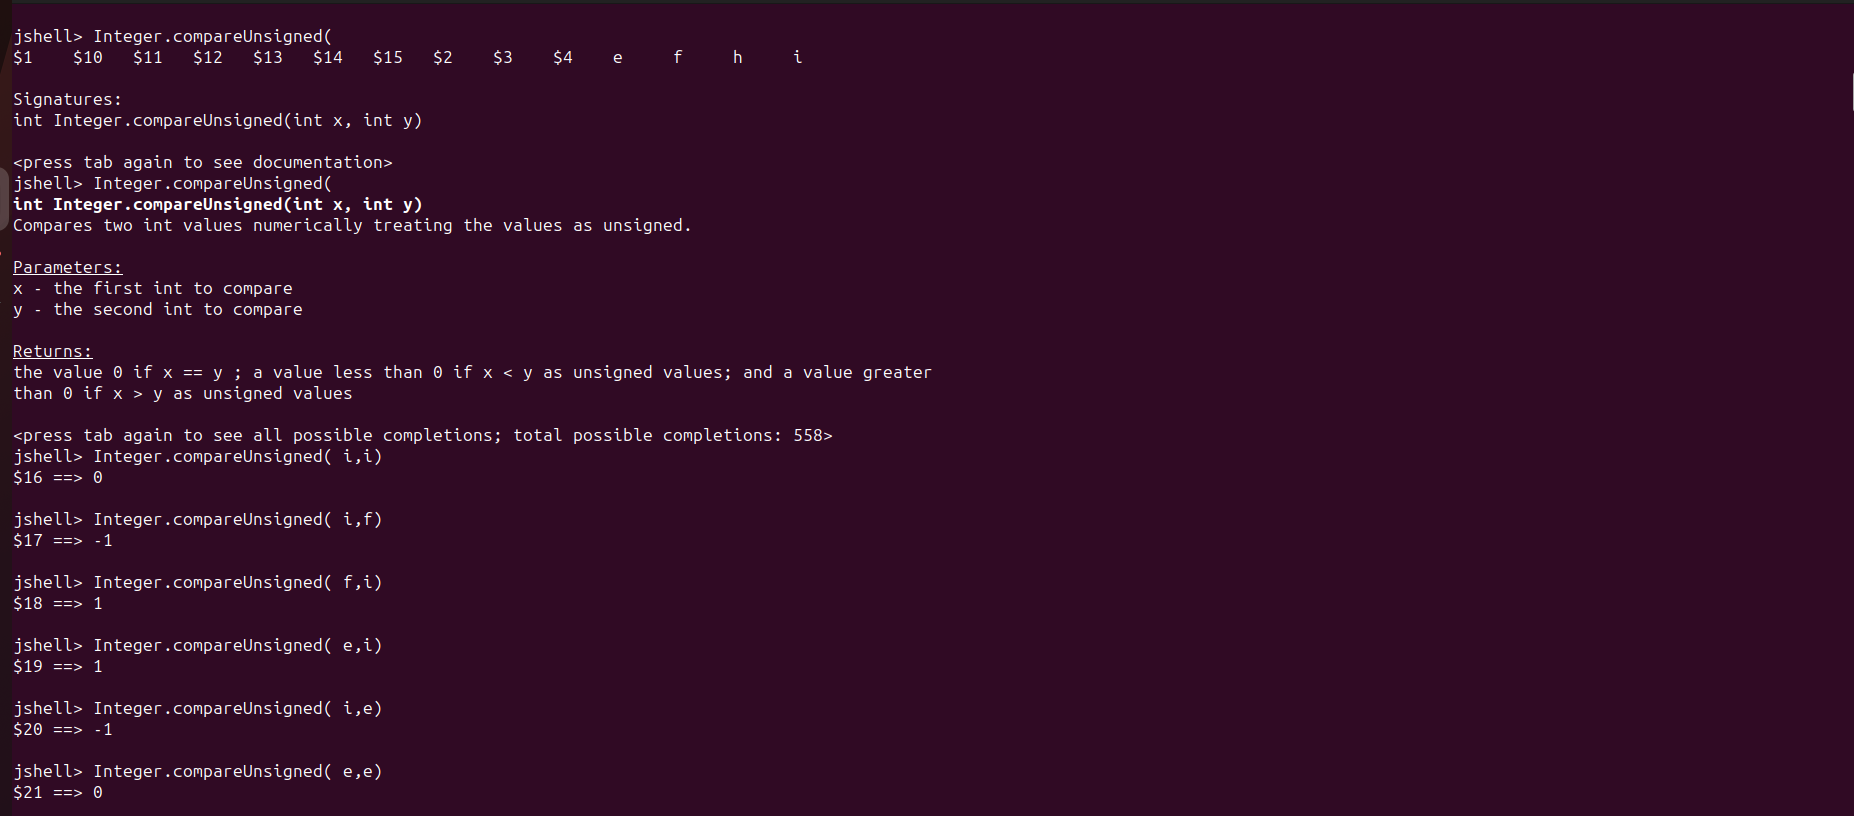 jshell> Integer.compareUnsigned(
$1    $10   $11   $12   $13   $14   $15   $2    $3    $4    e     f     h     i
Signatures:
int Integer.compareUnsigned(int x, int y)
<press tab again to see documentation>
jshell> Integer.compareUnsigned(
int Integer.compareUnsigned(int x, int y)
Compares two int values numerically treating the values as unsigned.
Parameters:
x - the first int to compare
y - the second int to compare
Returns:
the value 0 if x == y ; a value less than 0 if x < y as unsigned values; and a value greater
than 0 if x > y as unsigned values
<press tab again to see all possible completions; total possible completions: 558>
jshell> Integer.compareUnsigned( i,i)
$16 ==> 0
jshell> Integer.compareUnsigned( i,f)
$17 ==> -1
jshell> Integer.compareUnsigned( f,i)
$18 ==> 1
jshell> Integer.compareUnsigned( e,i)
$19 ==> 1
jshell> Integer.compareUnsigned( i,e)
$20 ==> -1
jshell> Integer.compareUnsigned( e,e)
$21 ==> 0